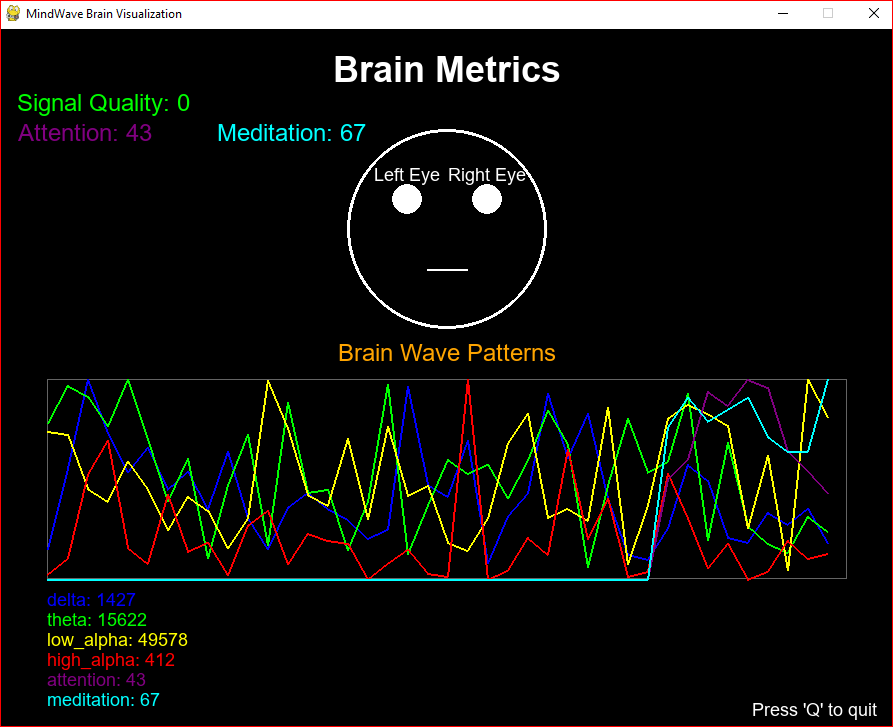 MindWave Brain Visualization
Brain Metrics
Signal Quality: 0
Attention: 43 Meditation: 67
Left Eye Right Eye
Brain Wave Patterns
delta: 1427
theta: 15622
low_alpha: 49578
high_alpha: 412
attention: 43
meditation: 67
Press 'Q' to quit